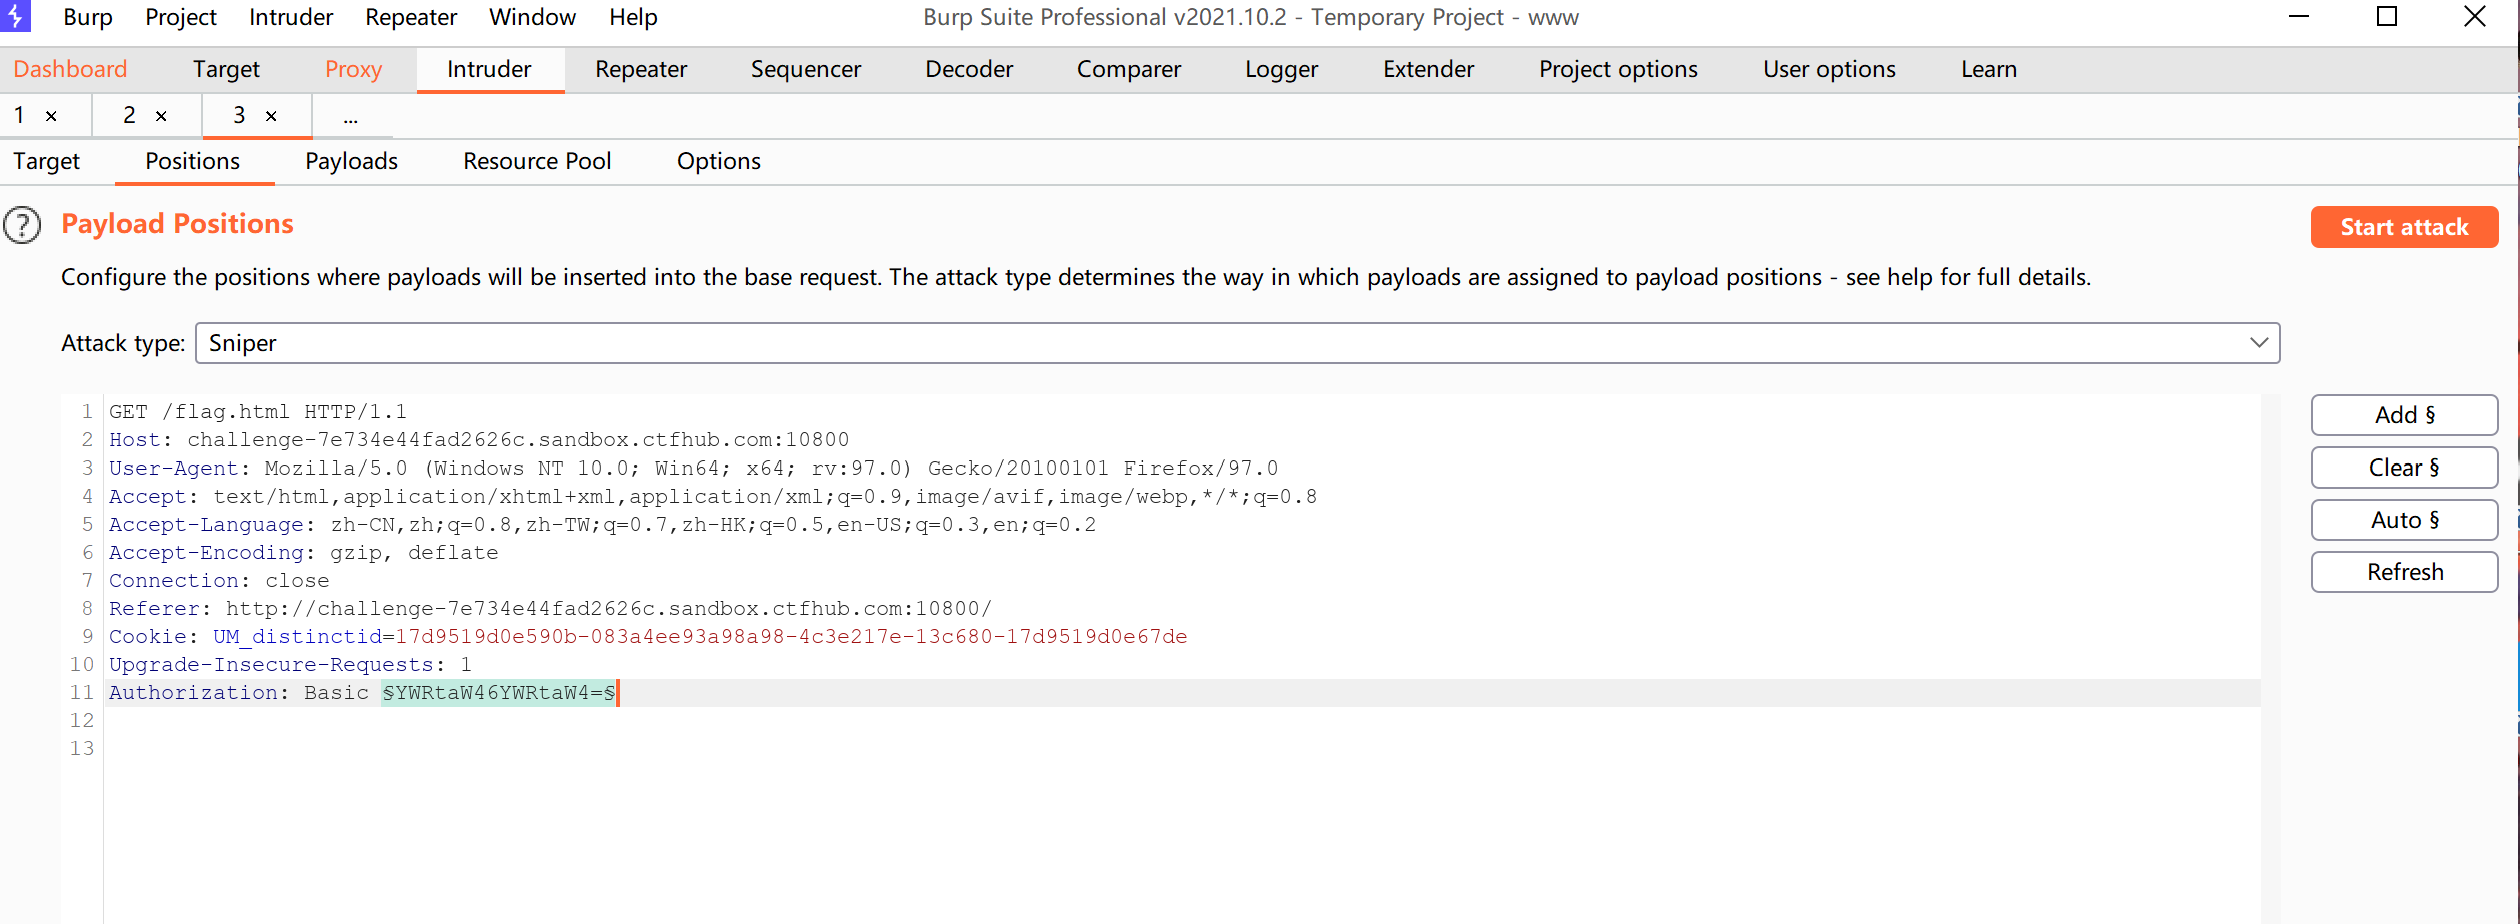 Burp Project Intruder Repeater Window Help Burp Suite Professional v2021.10.2 - Temporary Project - www
Dashboard Target Proxy Intruder Repeater Sequencer Decoder Comparer Logger Extender Project options User options Learn
1 × 2 × 3 × ...
Target Positions Payloads Resource Pool Options
? Payload Positions Start attack
Configure the positions where payloads will be inserted into the base request. The attack type determines the way in which payloads are assigned to payload positions - see help for full details.
Attack type: Sniper
Add §
Clear §
Auto §
Refresh
1 GET /flag.html HTTP/1.1
2 Host: challenge-7e734e44fad2626c.sandbox.ctfhub.com:10800
3 User-Agent: Mozilla/5.0 (Windows NT 10.0; Win64; x64; rv:97.0) Gecko/20100101 Firefox/97.0
4 Accept: text/html,application/xhtml+xml,application/xml;q=0.9,image/avif,image/webp,*/*;q=0.8
5 Accept-Language: zh-CN,zh;q=0.8,zh-TW;q=0.7,zh-HK;q=0.5,en-US;q=0.3,en;q=0.2
6 Accept-Encoding: gzip, deflate
7 Connection: close
8 Referer: http://challenge-7e734e44fad2626c.sandbox.ctfhub.com:10800/
9 Cookie: UM_distinctid=17d9519d0e590b-083a4ee93a98a98-4c3e217e-13c680-17d9519d0e67de
10 Upgrade-Insecure-Requests: 1
11 Authorization: Basic §YWRtaW46YWRtaW4=§
12
13